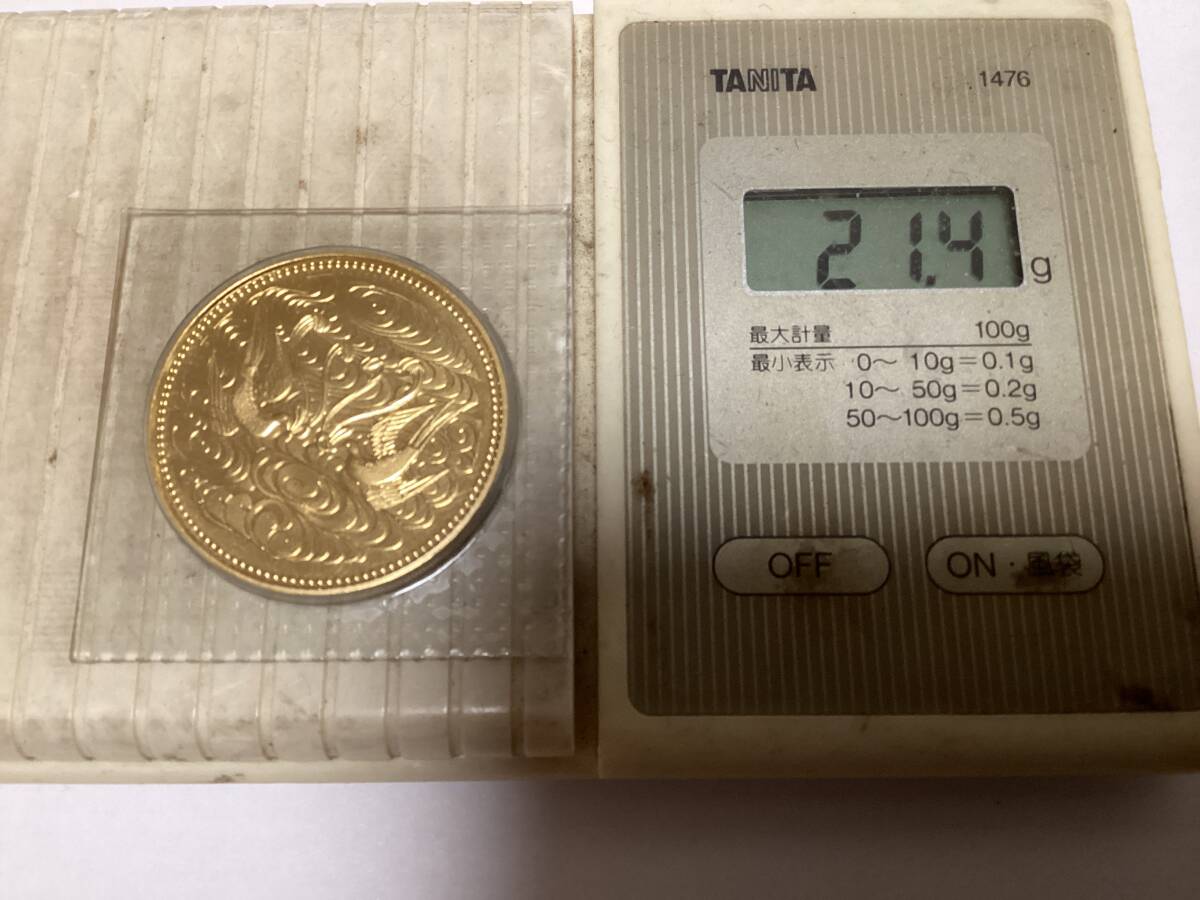 TANITA 1476
21.4 g
最大計量 100g
最小表示 0〜 10g=0.1g
10〜 50g=0.2g
50〜100g=0.5g
OFF ON・風袋